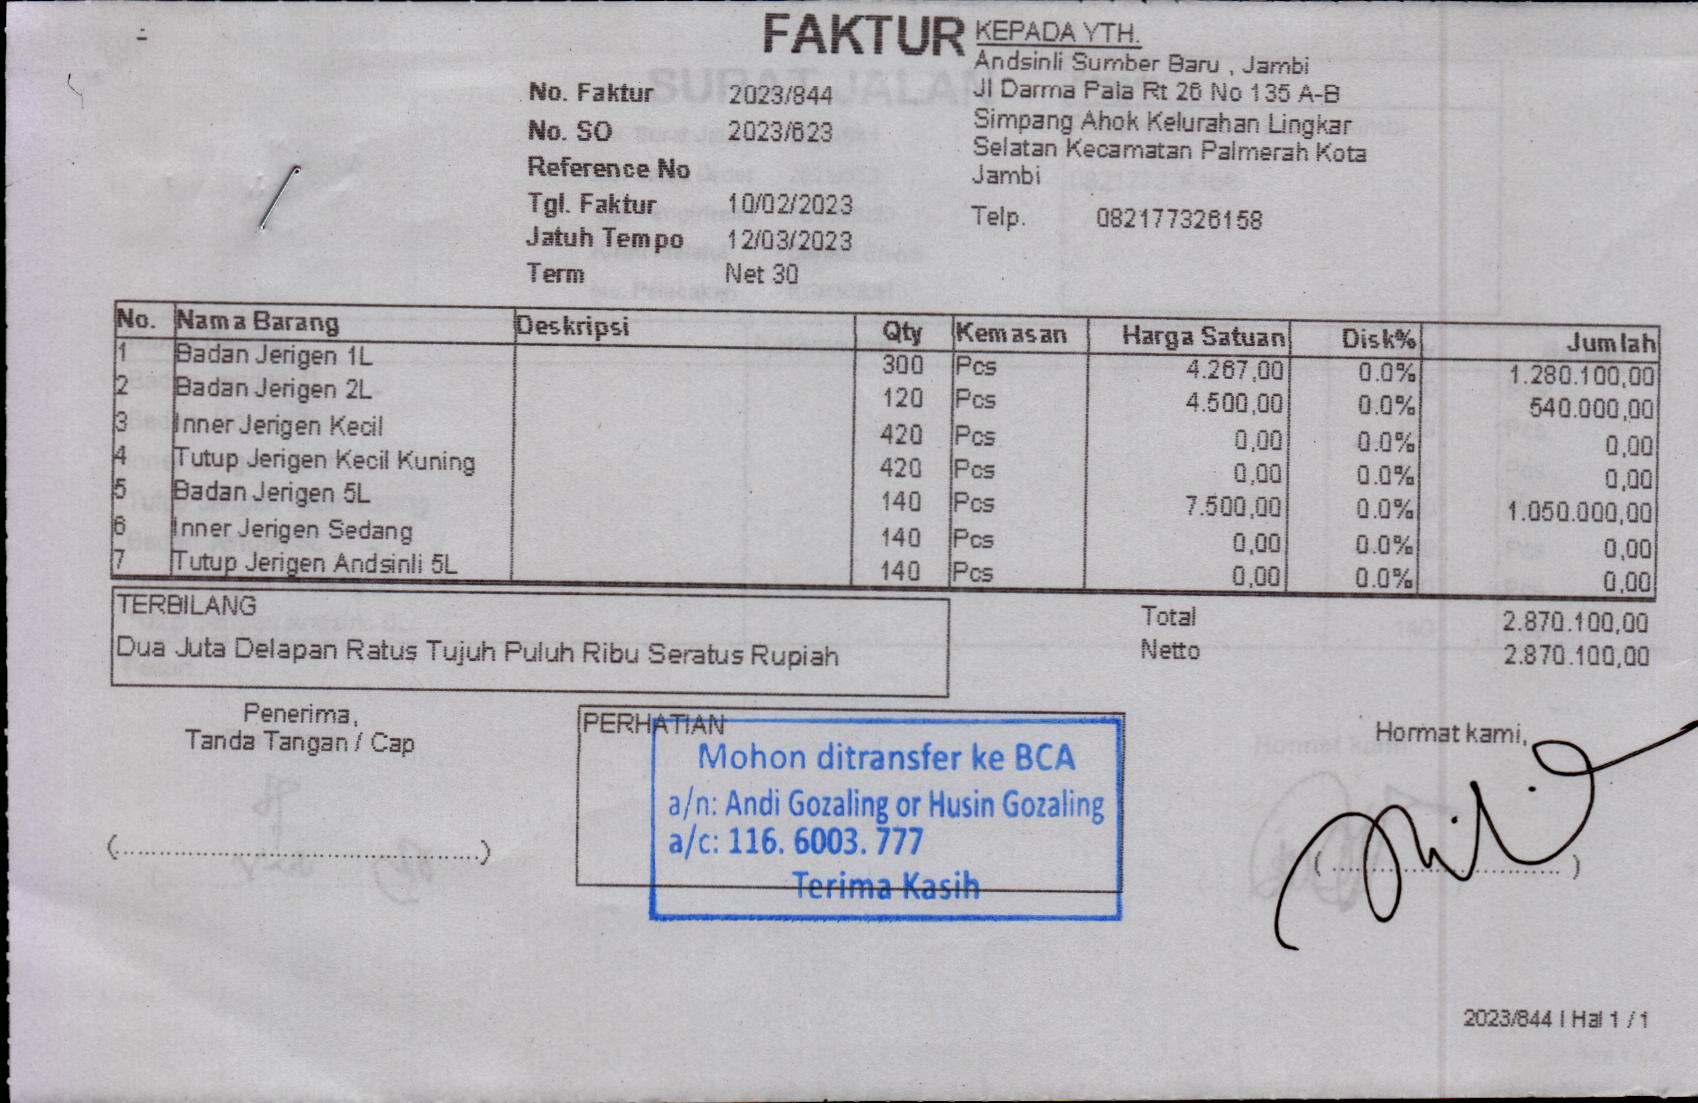 FAKTUR
KEPADA YTH.
Andsinli Sumber Baru , Jambi
Jl Darma Pala Rt 26 No 135 A-B
Simpang Ahok Kelurahan Lingkar
Selatan Kecamatan Palmerah Kota
Jambi
Telp. 082177326158
No. Faktur 2023/844
No. SO 2023/623
Reference No
Tgl. Faktur 10/02/2023
Jatuh Tempo 12/03/2023
Term Net 30
SURAT JALAN
No. Nama Barang Deskripsi Qty Kemasan Harga Satuan Disk% Jumlah
1 Badan Jerigen 1L 300 Pcs 4.267,00 0.0% 1.280.100,00
2 Badan Jerigen 2L 120 Pcs 4.500,00 0.0% 540.000,00
3 Inner Jerigen Kecil 420 Pcs 0,00 0.0% 0,00
4 Tutup Jerigen Kecil Kuning 420 Pcs 0,00 0.0% 0,00
5 Badan Jerigen 5L 140 Pcs 7.500,00 0.0% 1.050.000,00
6 Inner Jerigen Sedang 140 Pcs 0,00 0.0% 0,00
7 Tutup Jerigen Andsinli 5L 140 Pcs 0,00 0.0% 0,00
TERBILANG
Dua Juta Delapan Ratus Tujuh Puluh Ribu Seratus Rupiah
Total 2.870.100,00
Netto 2.870.100,00
Penerima,
Tanda Tangan / Cap
(....................................................)
PERHATIAN
Mohon ditransfer ke BCA
a/n: Andi Gozaling or Husin Gozaling
a/c: 116. 6003. 777
Terima Kasih
Hormat kami,
(....................................)
2023/844 | Hal 1 / 1